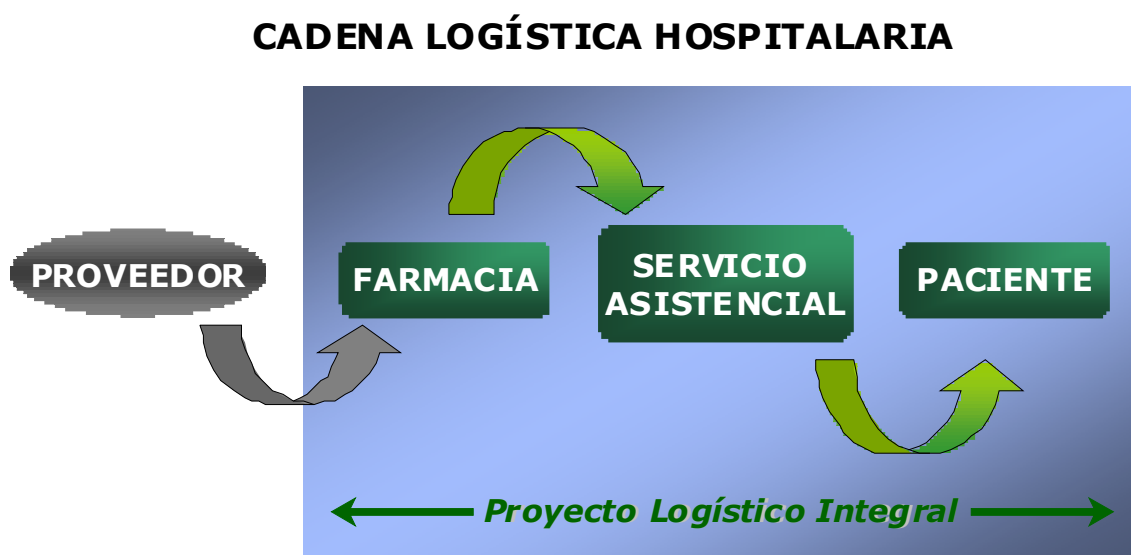 CADENA LOGÍSTICA HOSPITALARIA
PROVEEDOR
FARMACIA
SERVICIO
ASISTENCIAL
PACIENTE
Proyecto Logístico Integral